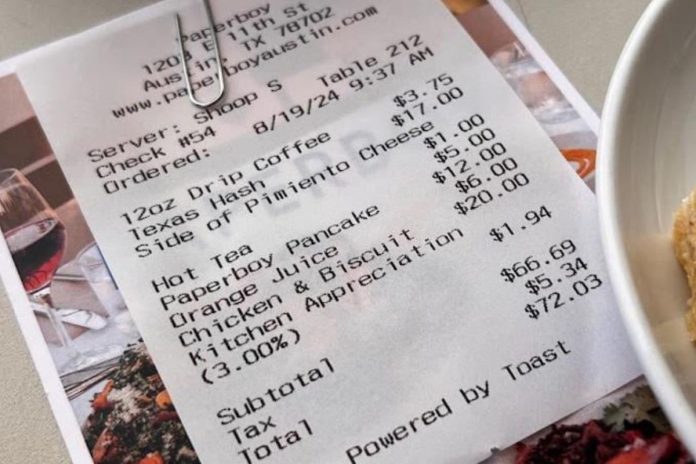 Paperboy
E 11th St
Austin, TX 78702
www.paperboyaustin.com
Server: Shoop S Table 212
Check #54 8/19/24 9:37 AM
Ordered:
12oz Drip Coffee $3.75
Texas Hash $17.00
Side of Pimiento Cheese $1.00
Hot Tea $5.00
Paperboy Pancake $12.00
Orange Juice $6.00
Chicken & Biscuit $20.00
Kitchen Appreciation $1.94
(3.00%)
Subtotal $66.69
Tax $5.34
Total $72.03
Powered by Toast